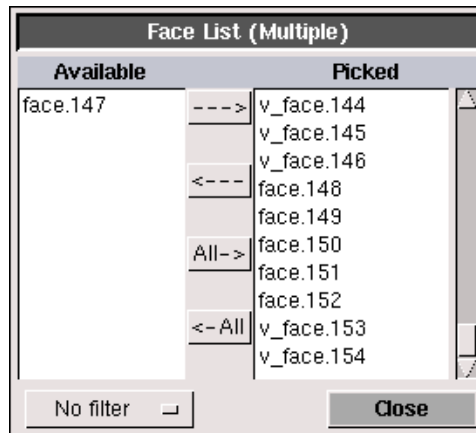 Face List (Multiple)
Available
Picked
face.147
--->
<---
All->
<-All
v_face.144
v_face.145
v_face.146
face.148
face.149
face.150
face.151
face.152
v_face.153
v_face.154
No filter
Close